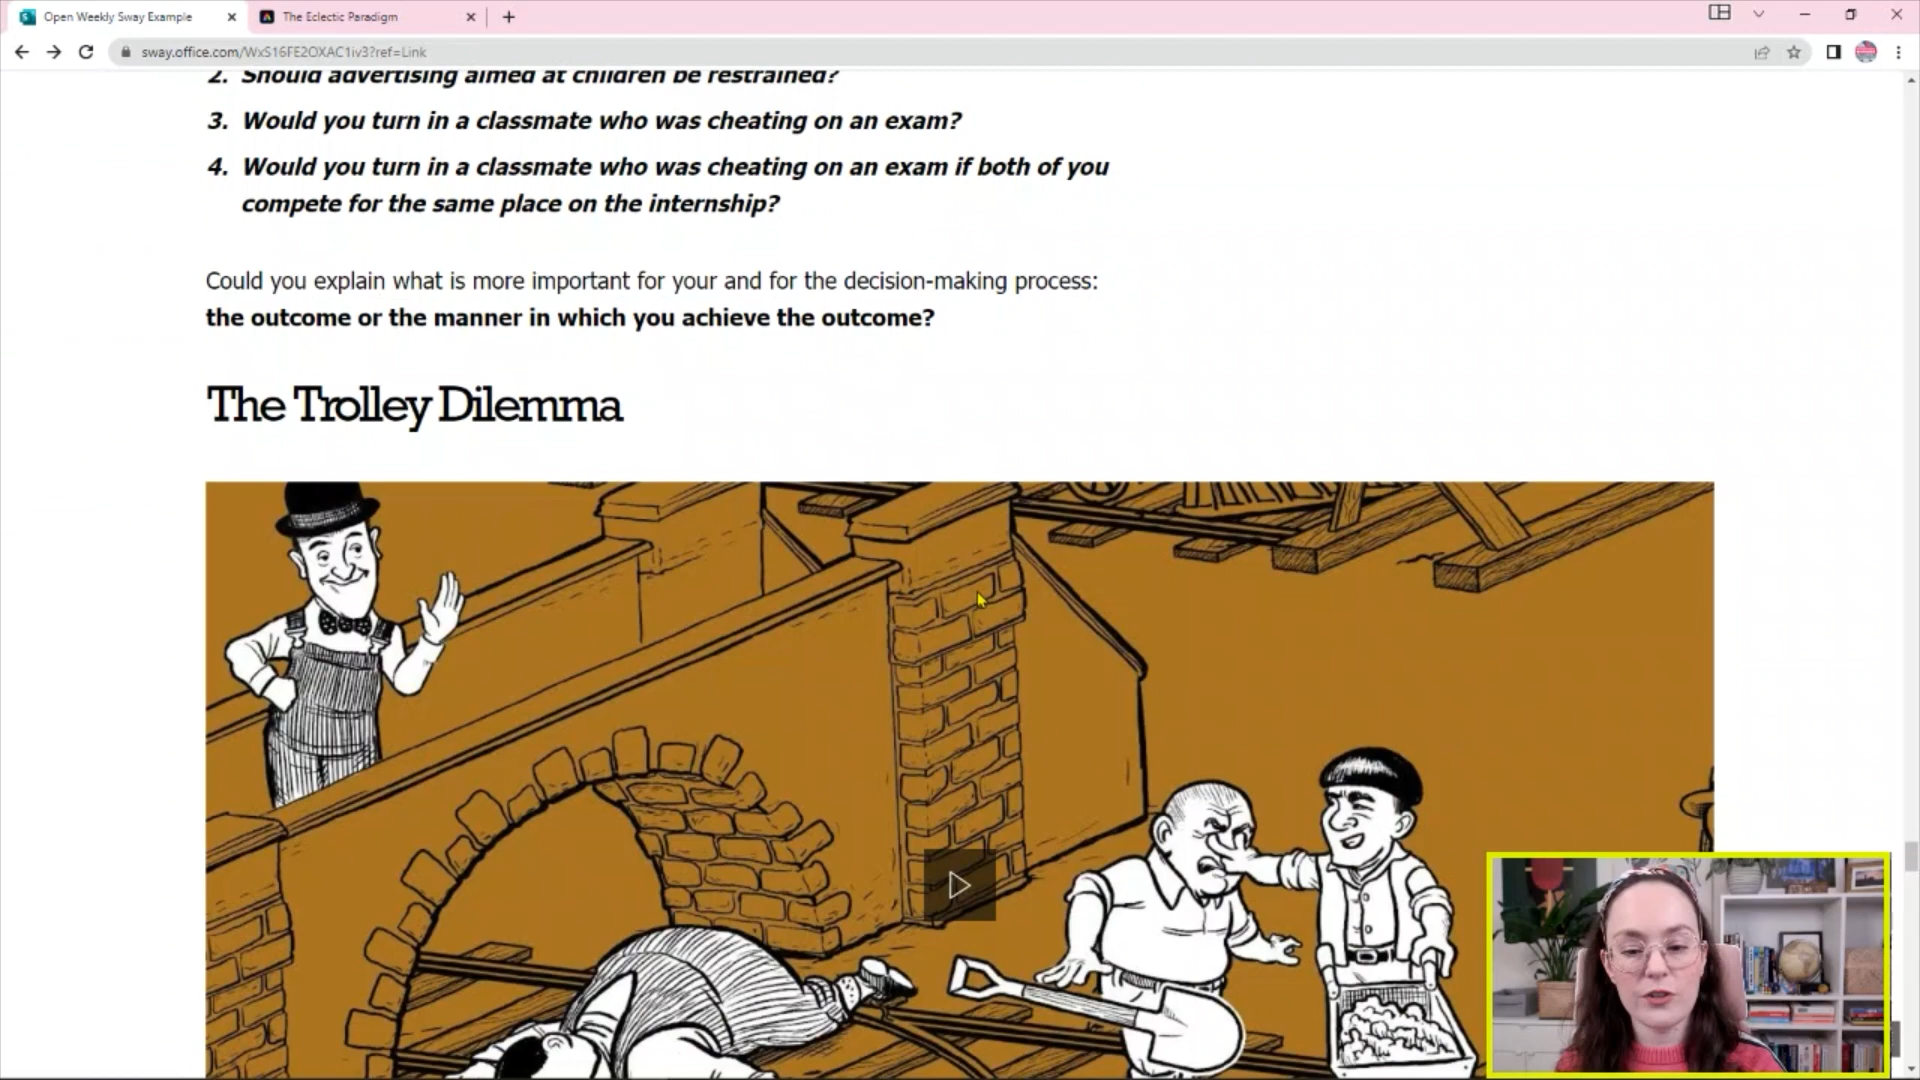 Open Weekly Sway Example
The Eclectic Paradigm
sway.office.com/WxS16FE2OXAC1iv3?ref=Link
2. Should advertising aimed at children be restrained?
3. Would you turn in a classmate who was cheating on an exam?
4. Would you turn in a classmate who was cheating on an exam if both of you
compete for the same place on the internship?
Could you explain what is more important for your and for the decision-making process:
the outcome or the manner in which you achieve the outcome?
The Trolley Dilemma